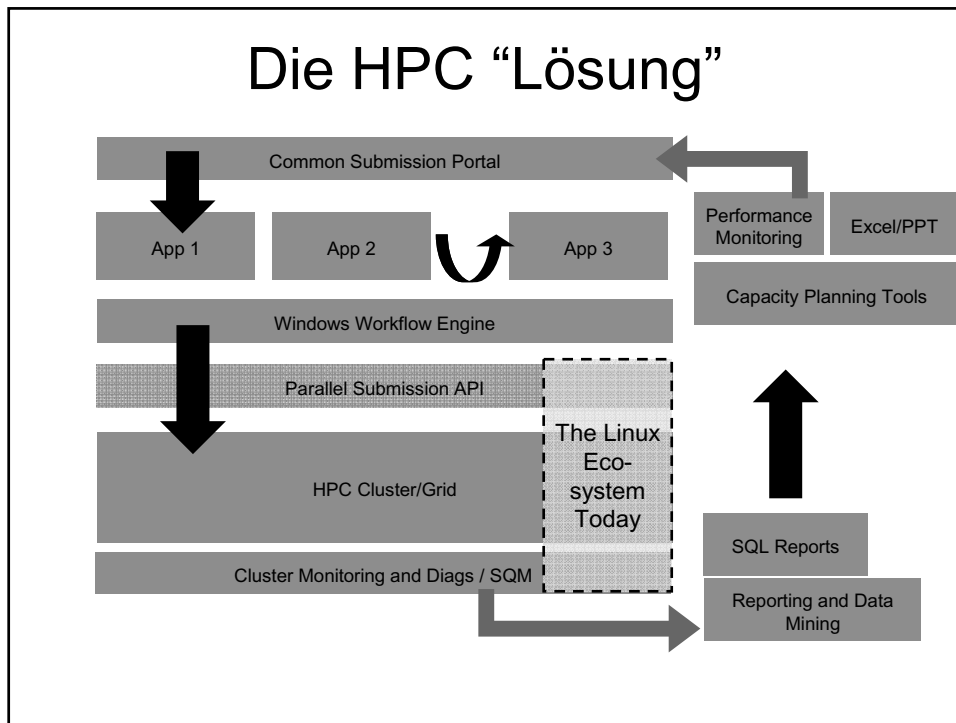 Die HPC “Lösung”
Common Submission Portal
App 1
App 2
App 3
Windows Workflow Engine
Parallel Submission API
HPC Cluster/Grid
Cluster Monitoring and Diags / SQM
The Linux
Eco-
system
Today
Performance
Monitoring
Excel/PPT
Capacity Planning Tools
SQL Reports
Reporting and Data
Mining